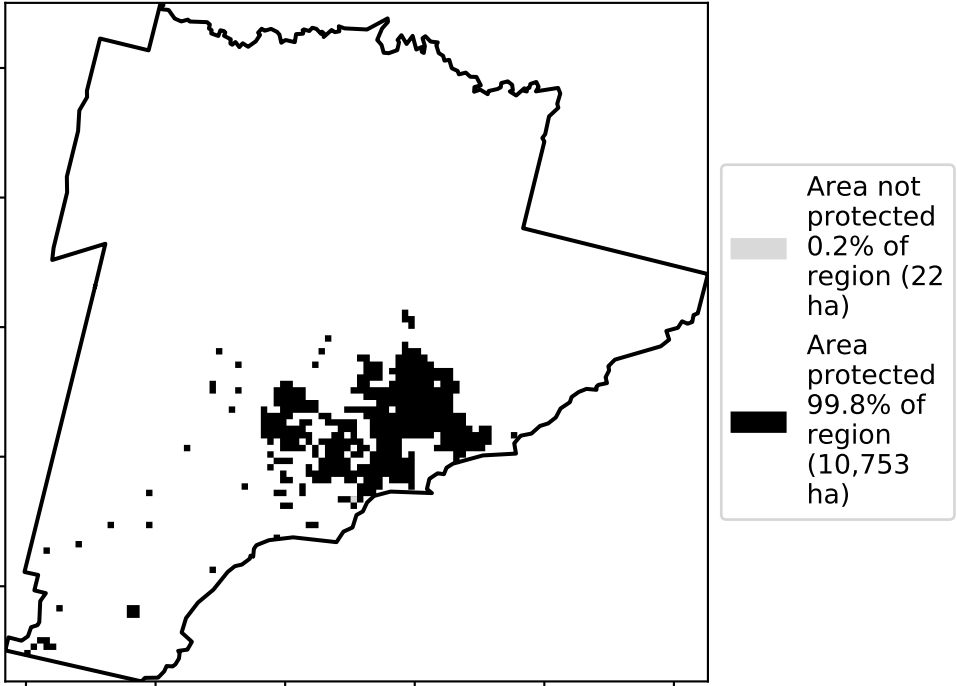 Area not
protected
0.2% of
region (22
ha)
Area
protected
99.8% of
region
(10,753
ha)